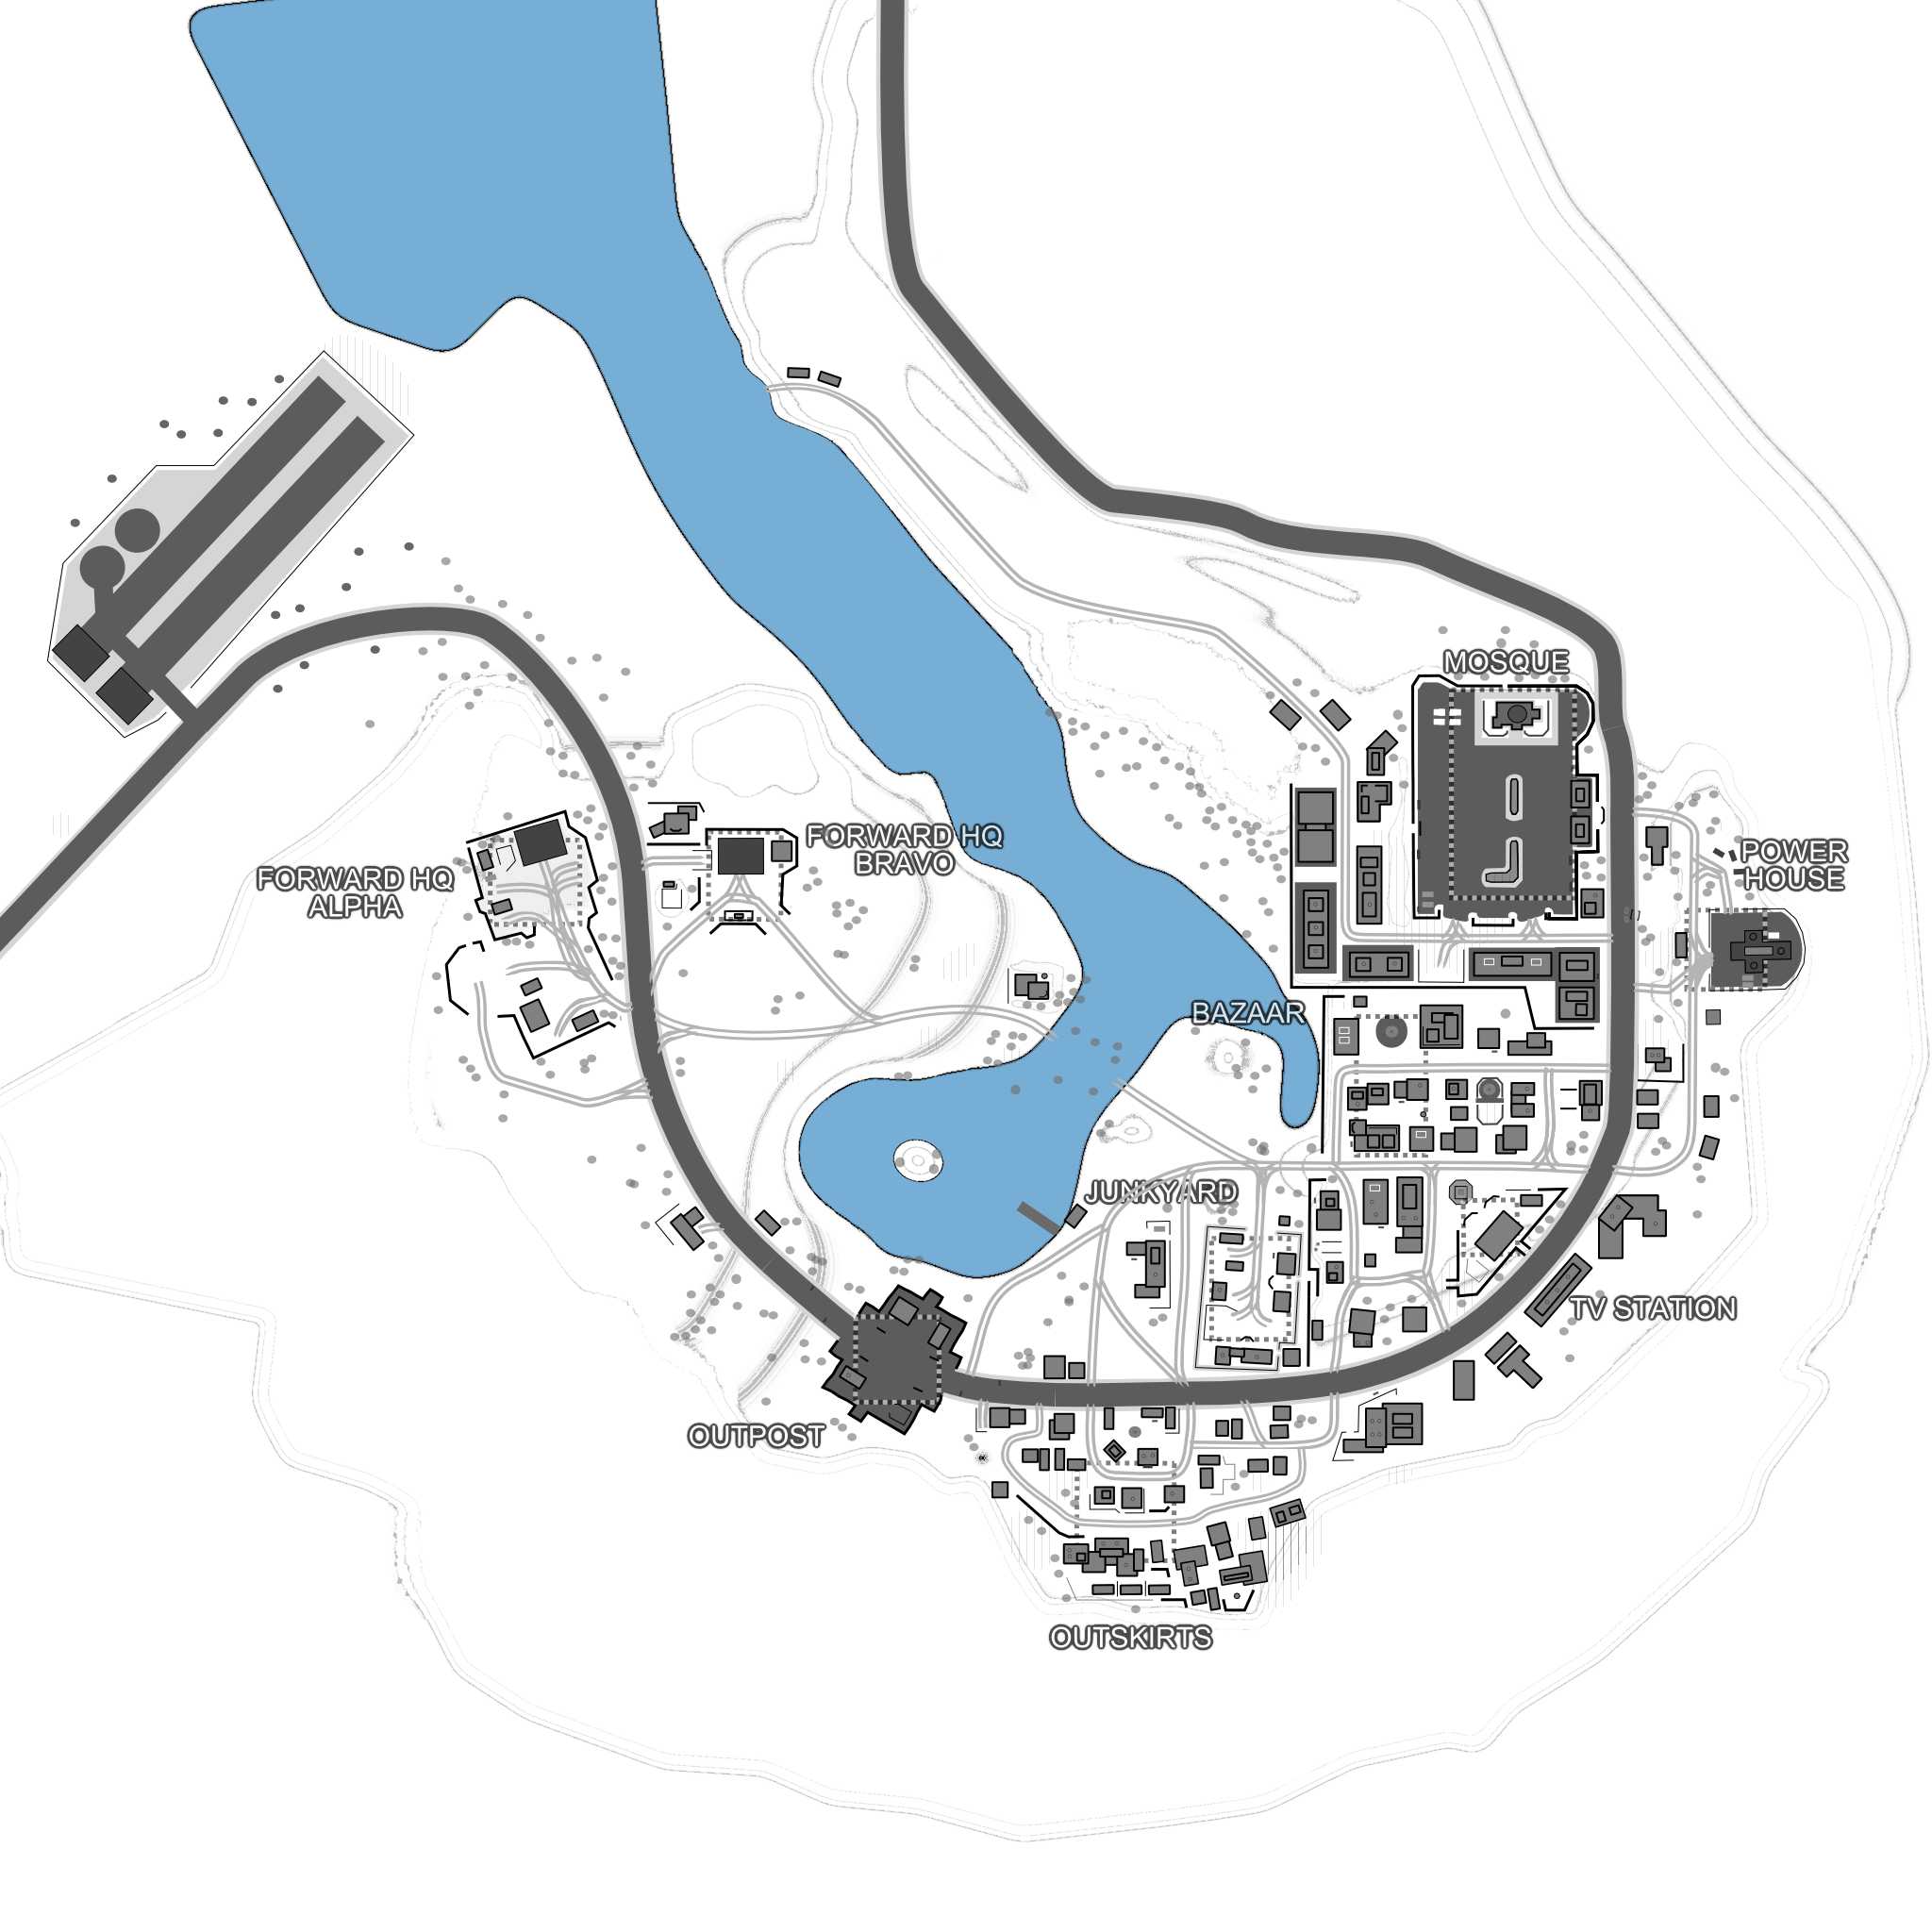 MOSQUE
FORWARD HQ
BRAVO
POWER
HOUSE
FORWARD HQ
ALPHA
BAZAAR
JUNKYARD
TV STATION
OUTPOST
OUTSKIRTS